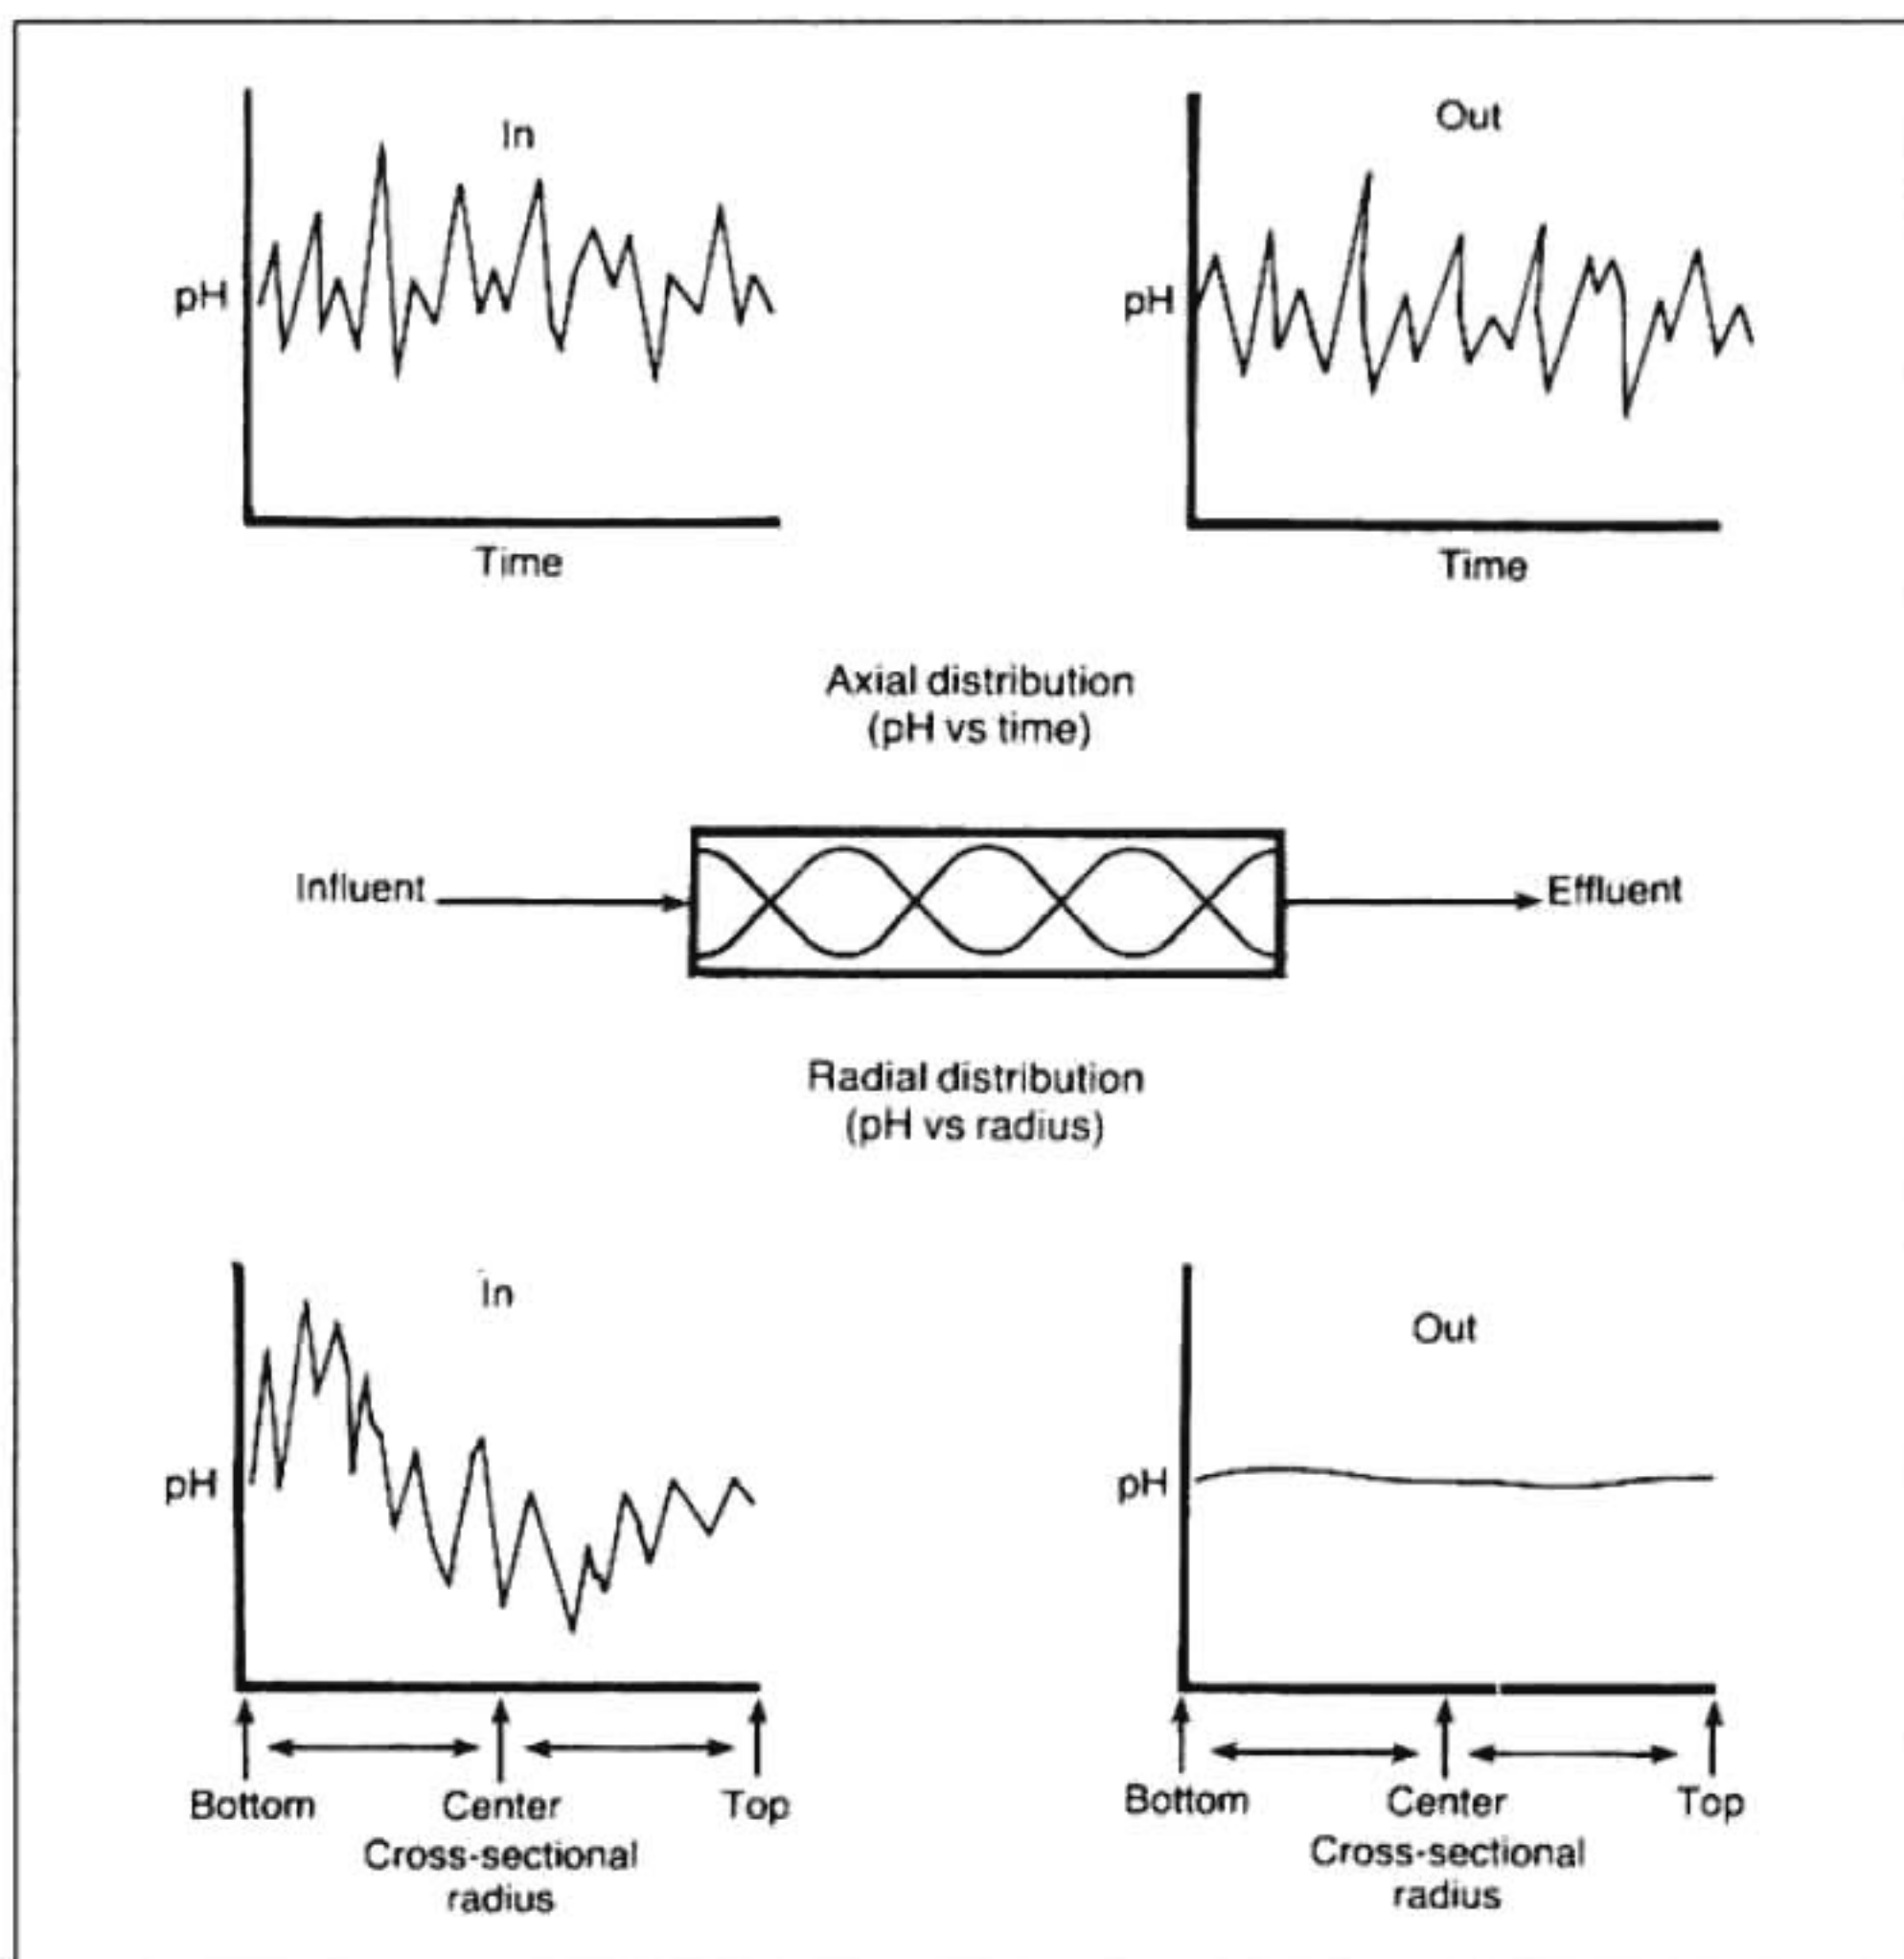 In
Out
pH
pH
Time
Time
Axial distribution
(pH vs time)
Influent
Effluent
Radial distribution
(pH vs radius)
In
Out
pH
pH
Bottom
Center
Top
Cross-sectional
radius
Bottom
Center
Top
Cross-sectional
radius